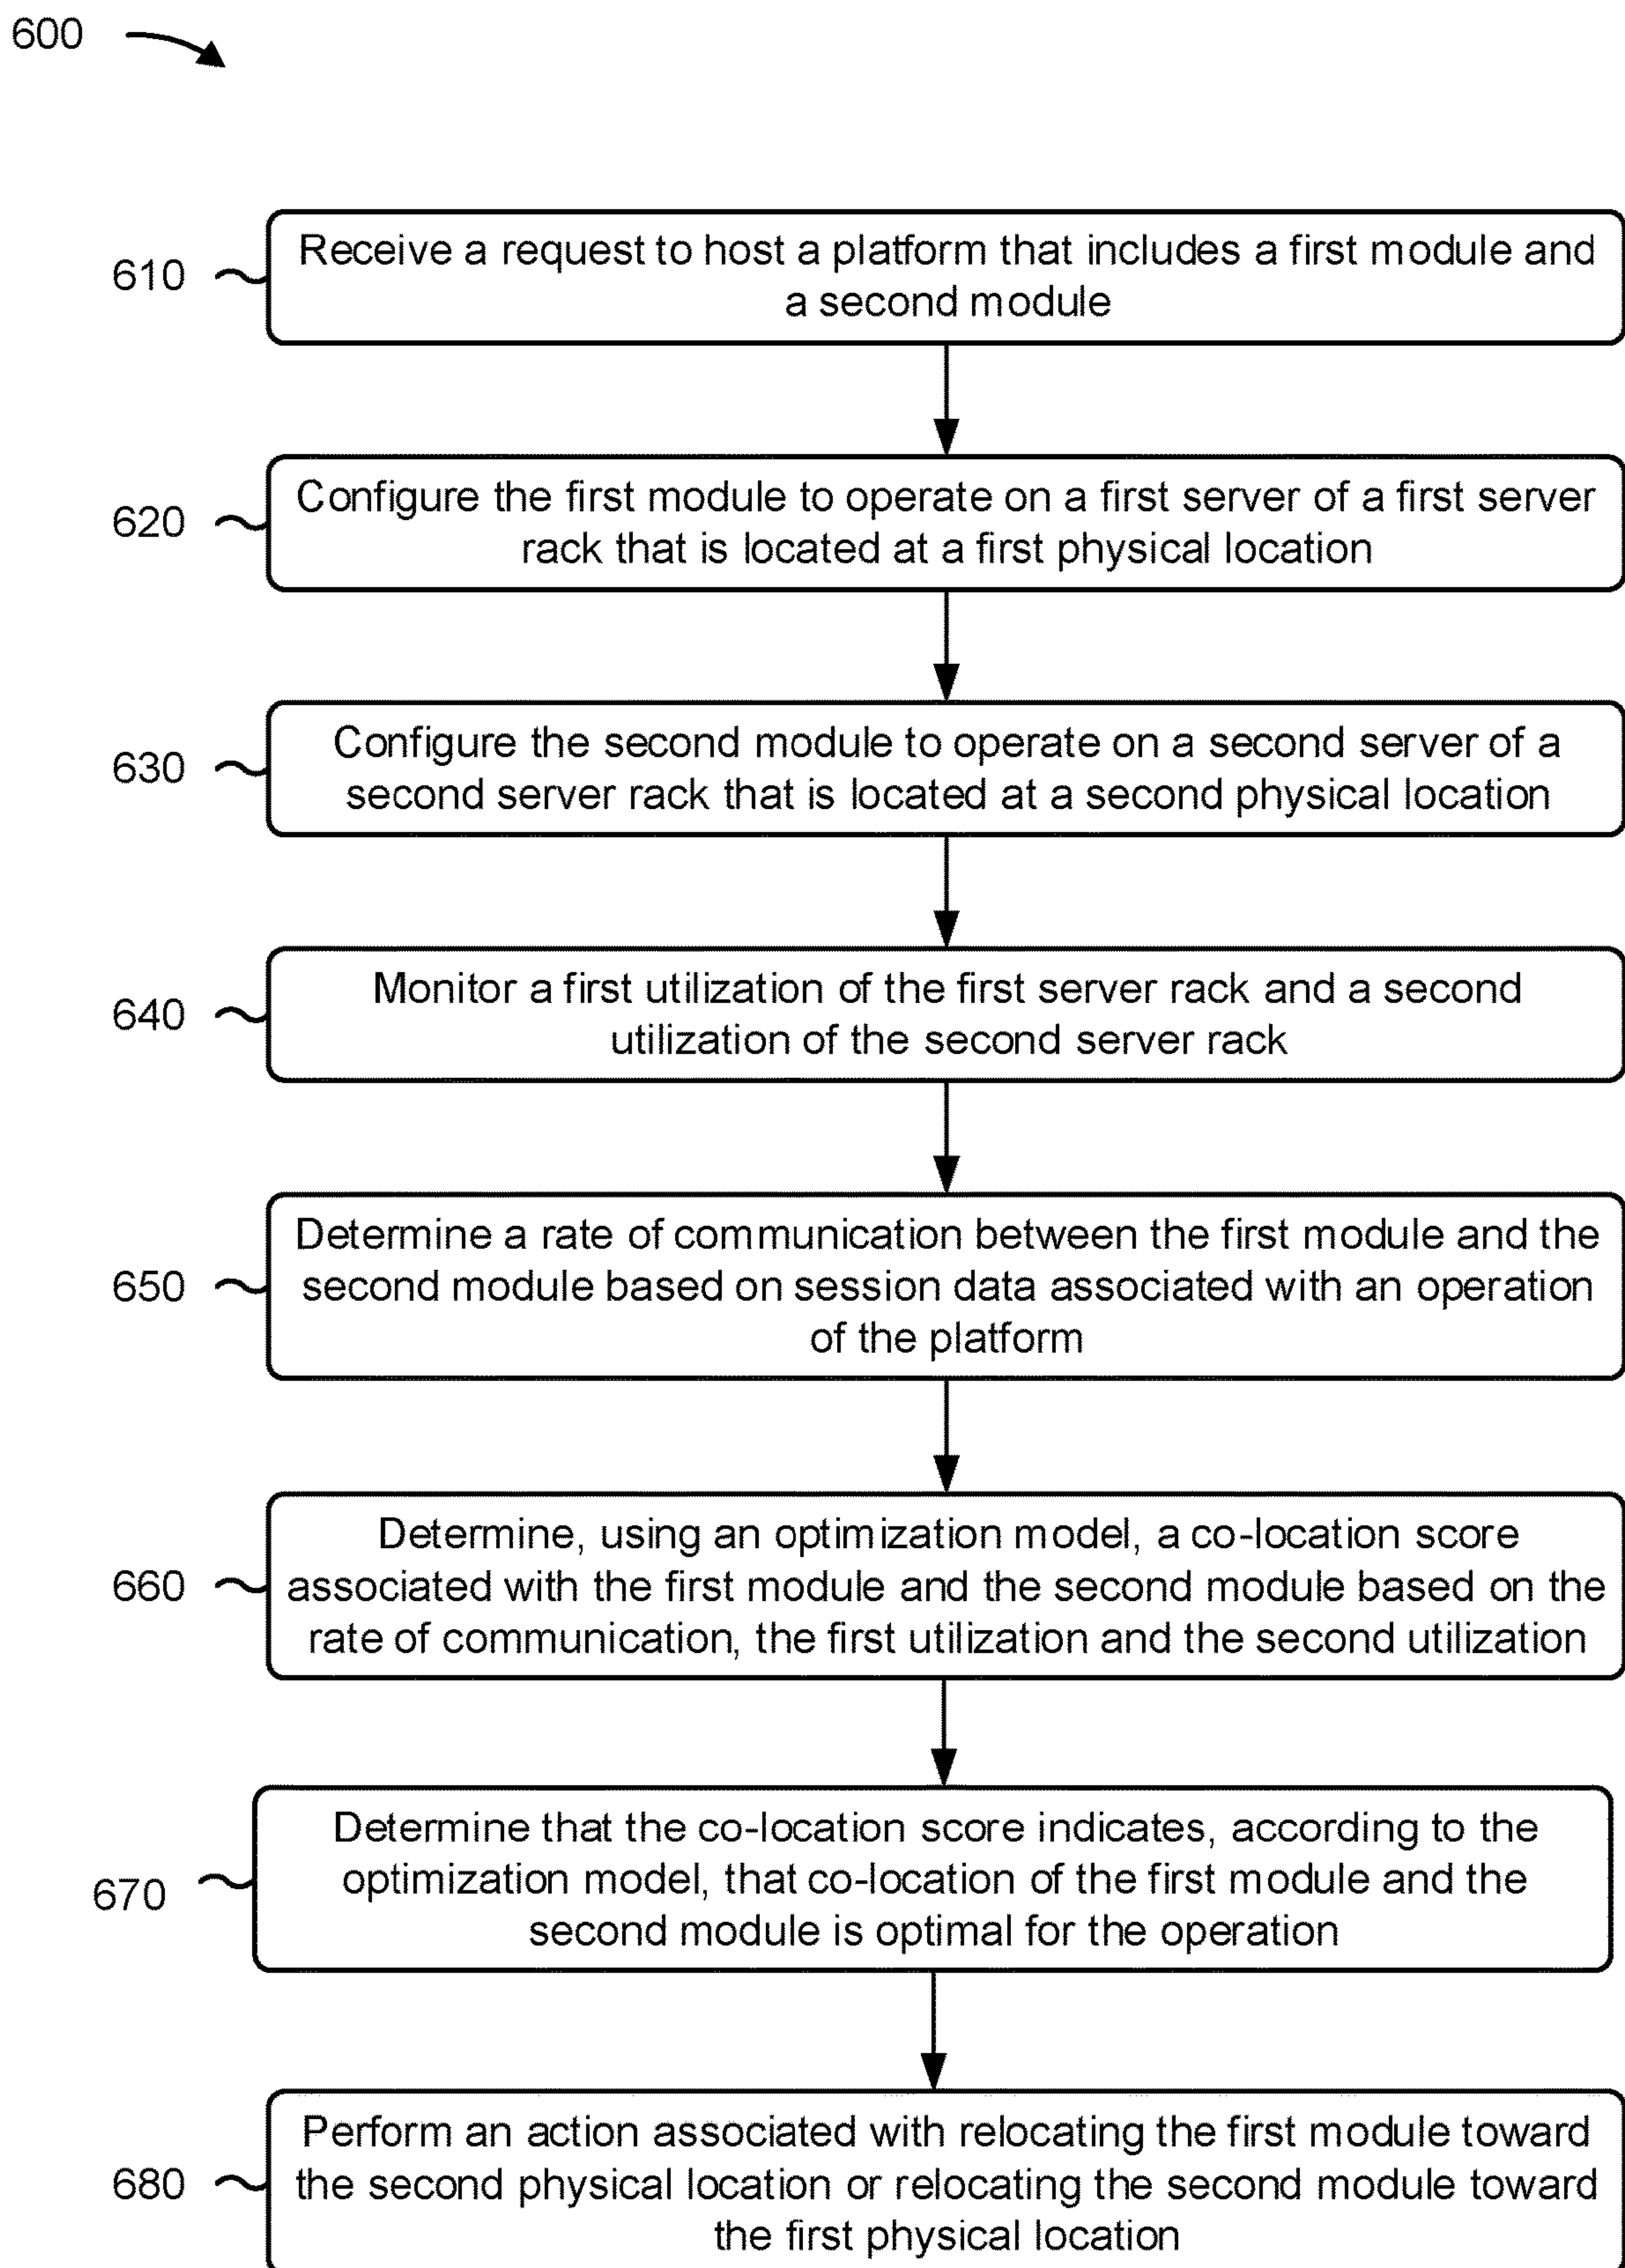 600
610
Receive a request to host a platform that includes a first module and
a second module
620
Configure the first module to operate on a first server of a first server
rack that is located at a first physical location
630
Configure the second module to operate on a second server of a
second server rack that is located at a second physical location
640
Monitor a first utilization of the first server rack and a second
utilization of the second server rack
650
Determine a rate of communication between the first module and the
second module based on session data associated with an operation
of the platform
660
Determine, using an optimization model, a co-location score
associated with the first module and the second module based on the
rate of communication, the first utilization and the second utilization
670
Determine that the co-location score indicates, according to the
optimization model, that co-location of the first module and the
second module is optimal for the operation
680
Perform an action associated with relocating the first module toward
the second physical location or relocating the second module toward
the first physical location